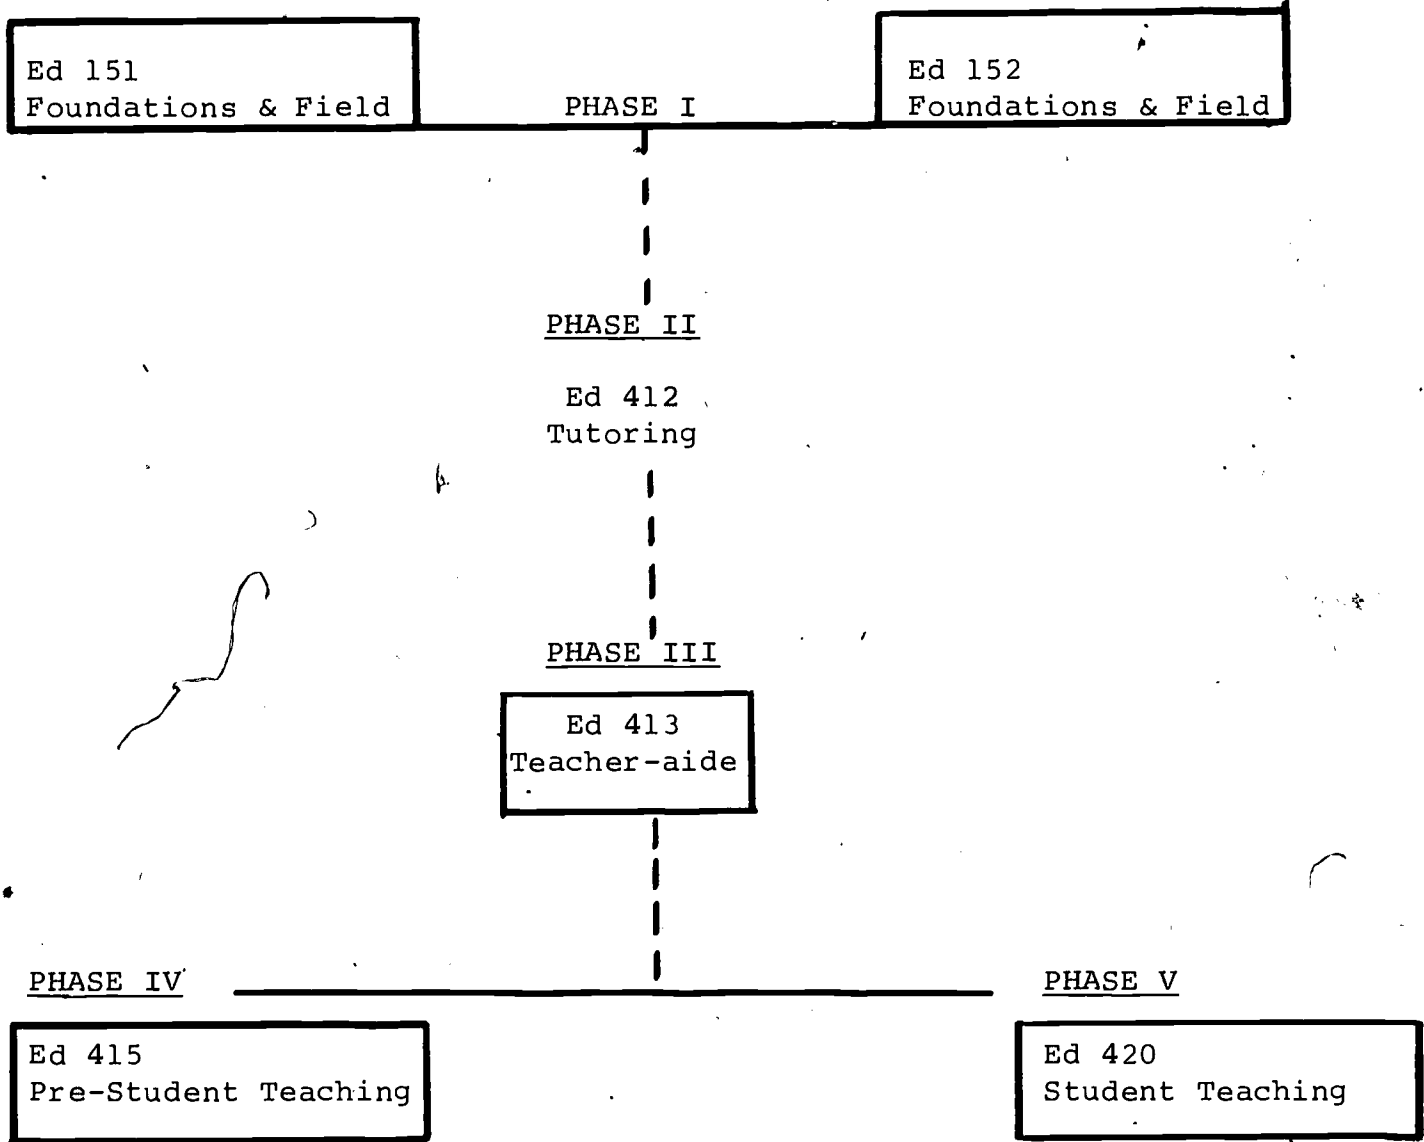 Ed 151
Foundations & Field
PHASE I
Ed 152
Foundations & Field
PHASE II
Ed 412
Tutoring
PHASE III
Ed 413
Teacher-aide
PHASE IV
PHASE V
Ed 415
Pre-Student Teaching
Ed 420
Student Teaching